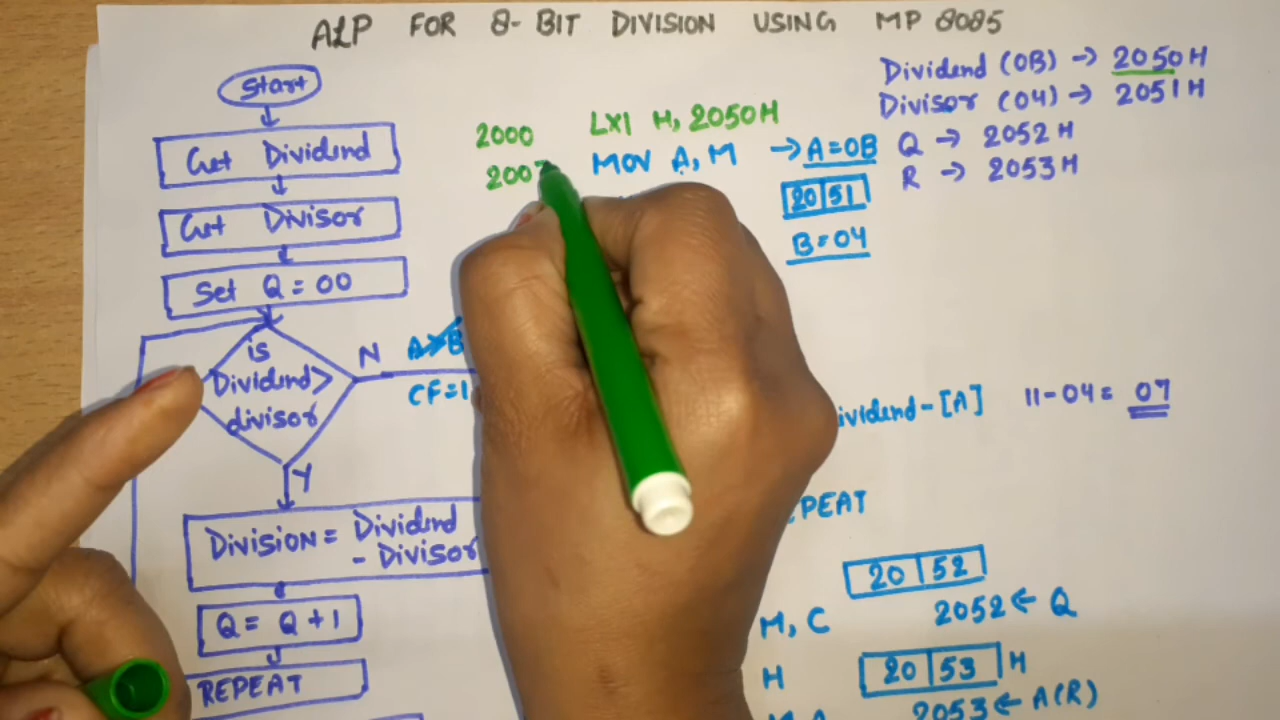 ALP FOR 8-BIT DIVISION USING MP 8085
Start
Get Dividend
Get Divisor
Set Q = 00
is
Dividend>
divisor
N
Y
Division = Dividend
- Divisor
Q = Q + 1
REPEAT
2000 LXI H, 2050H
MOV A, M → A=0B
20 51
B = 04
CF=1
Dividend (0B) → 2050H
Divisor (04) → 2051H
Q → 2052H
R → 2053H
[A] 11-04 = 07
20 52
M, C 2052 ← Q
H 20 53 H
2053 ← A(R)